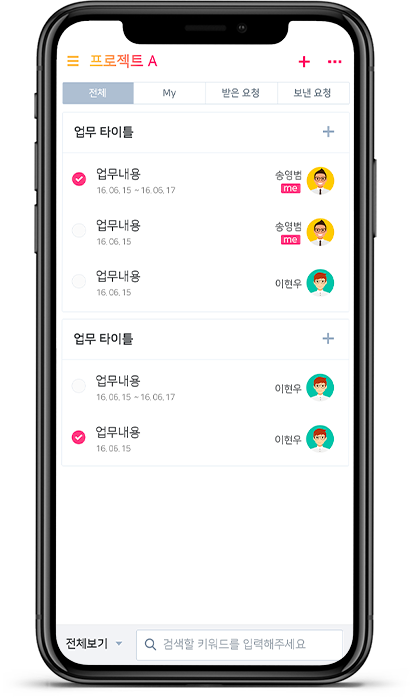 프로젝트 A
전체 My 받은 요청 보낸 요청
업무 타이틀
업무내용
16.06.15 ~ 16.06.17
송영범
me
업무내용
16.06.15
송영범
me
업무내용
16.06.15
이현우
업무 타이틀
업무내용
16.06.15 ~ 16.06.17
이현우
업무내용
16.06.15
이현우
전체보기
검색할 키워드를 입력해주세요